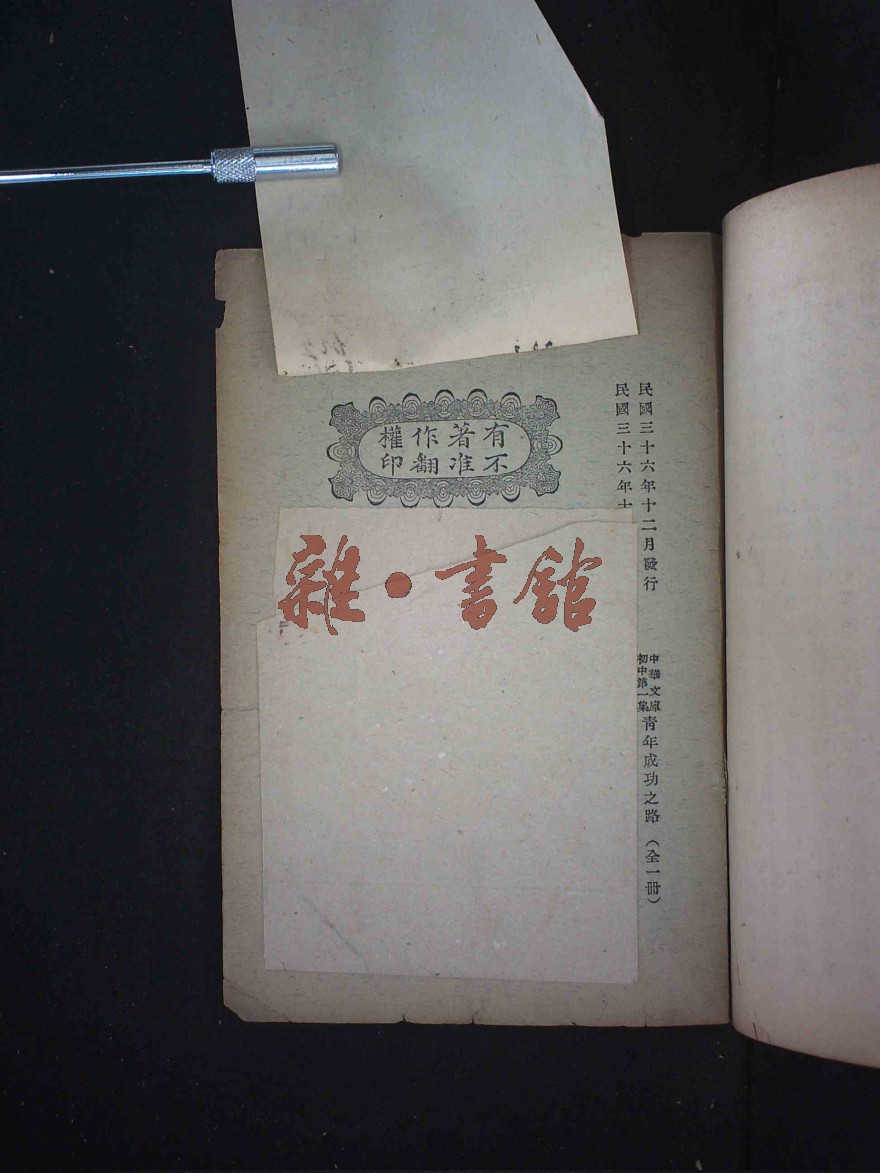 民國三十六年十二月發行
民國三十六年十
中華文庫
初中第一集
青年成功之路（全一冊）
有著作權
不准翻印
雜·書館